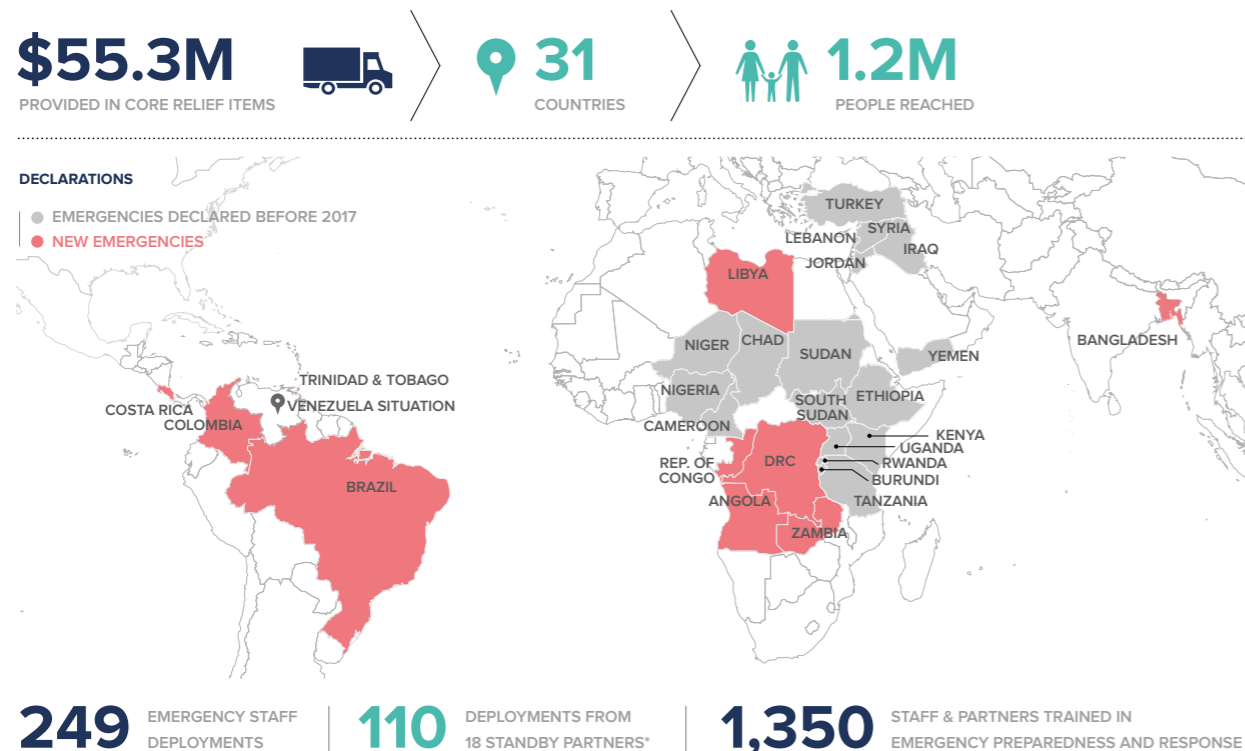 $55.3M
PROVIDED IN CORE RELIEF ITEMS
31
COUNTRIES
1.2M
PEOPLE REACHED
DECLARATIONS
EMERGENCIES DECLARED BEFORE 2017
NEW EMERGENCIES
TURKEY
SYRIA
LEBANON
IRAQ
JORDAN
LIBYA
BANGLADESH
NIGER
CHAD
SUDAN
YEMEN
TRINIDAD & TOBAGO
VENEZUELA SITUATION
COSTA RICA
COLOMBIA
NIGERIA
ETHIOPIA
SOUTH
SUDAN
CAMEROON
KENYA
UGANDA
RWANDA
BURUNDI
TANZANIA
REP. OF
CONGO
DRC
BRAZIL
ANGOLA
ZAMBIA
249
EMERGENCY STAFF
DEPLOYMENTS
110
DEPLOYMENTS FROM
18 STANDBY PARTNERS*
1,350
STAFF & PARTNERS TRAINED IN
EMERGENCY PREPAREDNESS AND RESPONSE